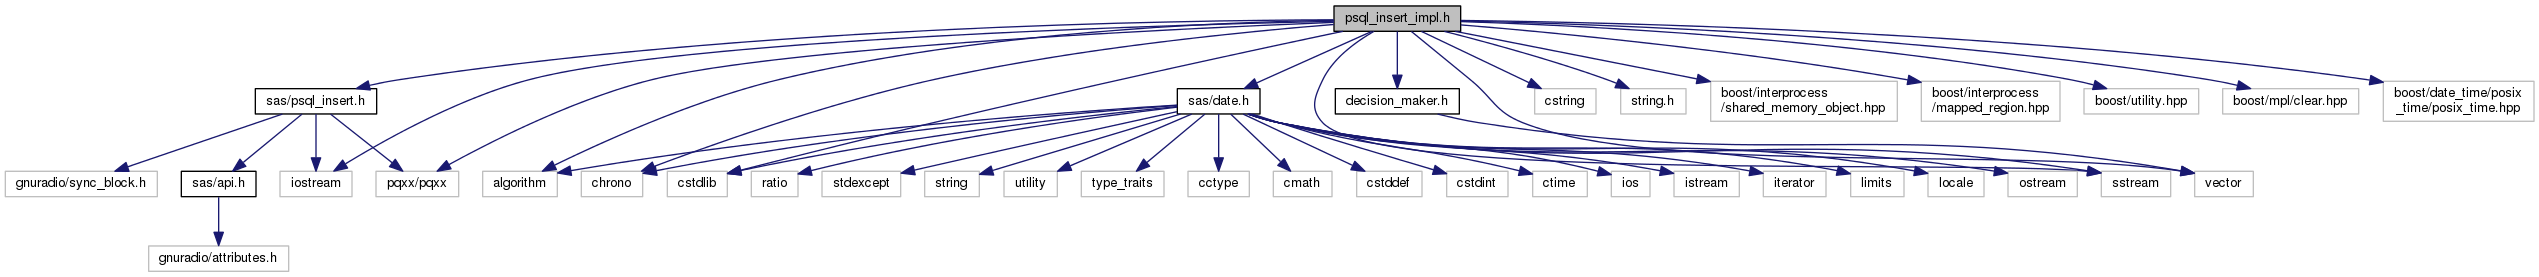 psql_insert_impl.h
sas/psql_insert.h
sas/date.h
decision_maker.h
cstring
string.h
boost/interprocess
/shared_memory_object.hpp
boost/interprocess
/mapped_region.hpp
boost/utility.hpp
boost/mpl/clear.hpp
boost/date_time/posix
_time/posix_time.hpp
gnuradio/sync_block.h
sas/api.h
iostream
pqxx/pqxx
algorithm
chrono
cstdlib
ratio
stdexcept
string
utility
type_traits
cctype
cmath
cstddef
cstdint
ctime
ios
istream
iterator
limits
locale
ostream
sstream
vector
gnuradio/attributes.h